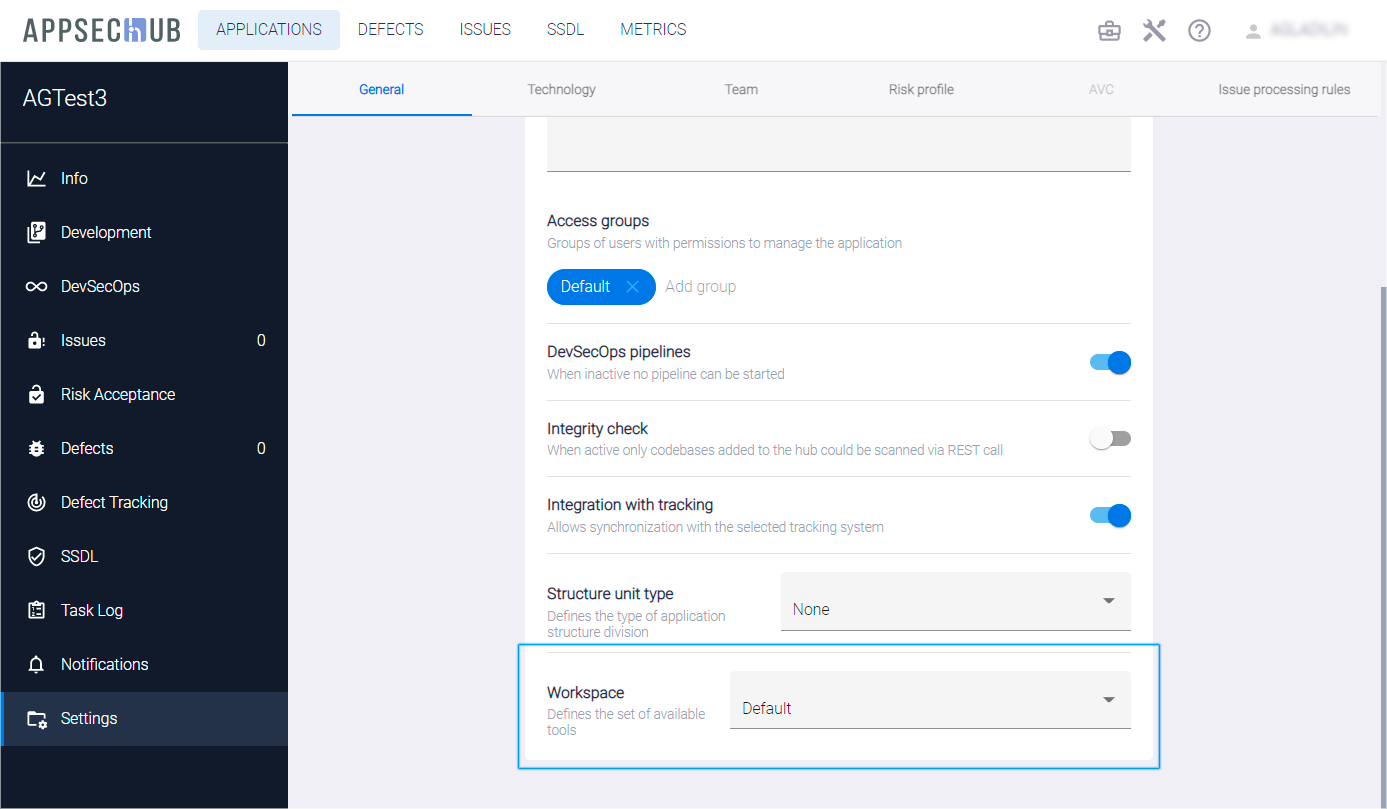 APPSECHUB
APPLICATIONS
DEFECTS
ISSUES
SSDL
METRICS
AGTest3
Info
Development
DevSecOps
Issues 0
Risk Acceptance
Defects 0
Defect Tracking
SSDL
Task Log
Notifications
Settings
General
Technology
Team
Risk profile
AVC
Issue processing rules
Access groups
Groups of users with permissions to manage the application
Default
Add group
DevSecOps pipelines
When inactive no pipeline can be started
Integrity check
When active only codebases added to the hub could be scanned via REST call
Integration with tracking
Allows synchronization with the selected tracking system
Structure unit type
Defines the type of application
structure division
None
Workspace
Defines the set of available
tools
Default